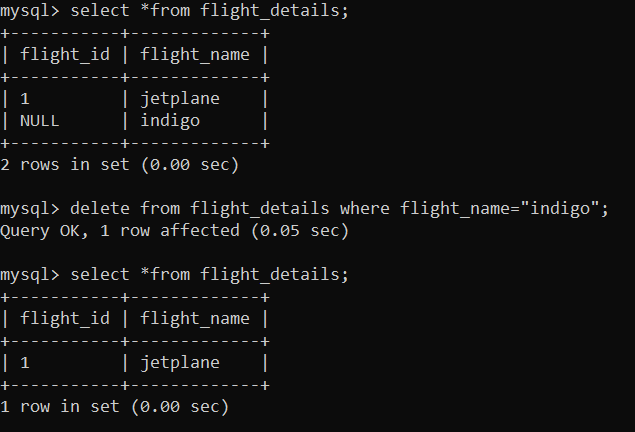 mysql> select *from flight_details;
+-----------+-------------+
| flight_id | flight_name |
+-----------+-------------+
| 1         | jetplane    |
| NULL      | indigo      |
+-----------+-------------+
2 rows in set (0.00 sec)

mysql> delete from flight_details where flight_name="indigo";
Query OK, 1 row affected (0.05 sec)

mysql> select *from flight_details;
+-----------+-------------+
| flight_id | flight_name |
+-----------+-------------+
| 1         | jetplane    |
+-----------+-------------+
1 row in set (0.00 sec)